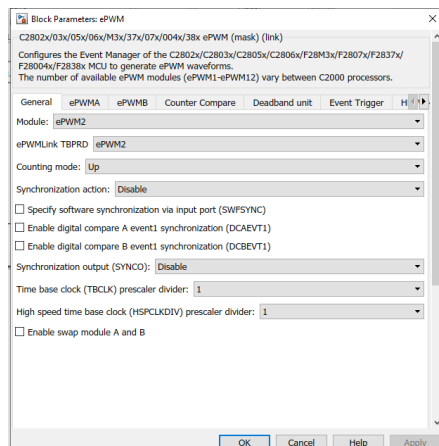 Block Parameters: ePWM
C2802x/03x/05x/06x/M3x/37x/07x/004x/38x ePWM (mask) (link)
Configures the Event Manager of the C2802x/C2803x/C2805x/C2806x/F28M3x/F2807x/F2837x/
F28004x/F2838x MCU to generate ePWM waveforms.
The number of available ePWM modules (ePWM1-ePWM12) vary between C2000 processors.
General ePWMA ePWMB Counter Compare Deadband unit Event Trigger
Module: ePWM2
ePWMLink TBPRD ePWM2
Counting mode: Up
Synchronization action: Disable
Specify software synchronization via input port (SWFSYNC)
Enable digital compare A event1 synchronization (DCAEVT1)
Enable digital compare B event1 synchronization (DCBEVT1)
Synchronization output (SYNCO): Disable
Time base clock (TBCLK) prescaler divider: 1
High speed time base clock (HSPCLKDIV) prescaler divider: 1
Enable swap module A and B
OK Cancel Help Apply